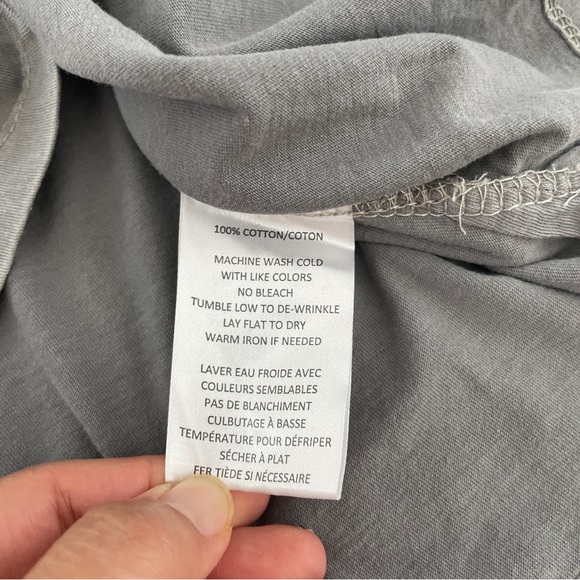 100% COTTON/COTON
MACHINE WASH COLD
WITH LIKE COLORS
NO BLEACH
TUMBLE LOW TO DE-WRINKLE
LAY FLAT TO DRY
WARM IRON IF NEEDED
LAVER EAU FROIDE AVEC
COULEURS SEMBLABLES
PAS DE BLANCHIMENT
CULBUTAGE À BASSE
TEMPÉRATURE POUR DÉFRIPER
SÉCHER À PLAT
FER TIÈDE SI NÉCESSAIRE